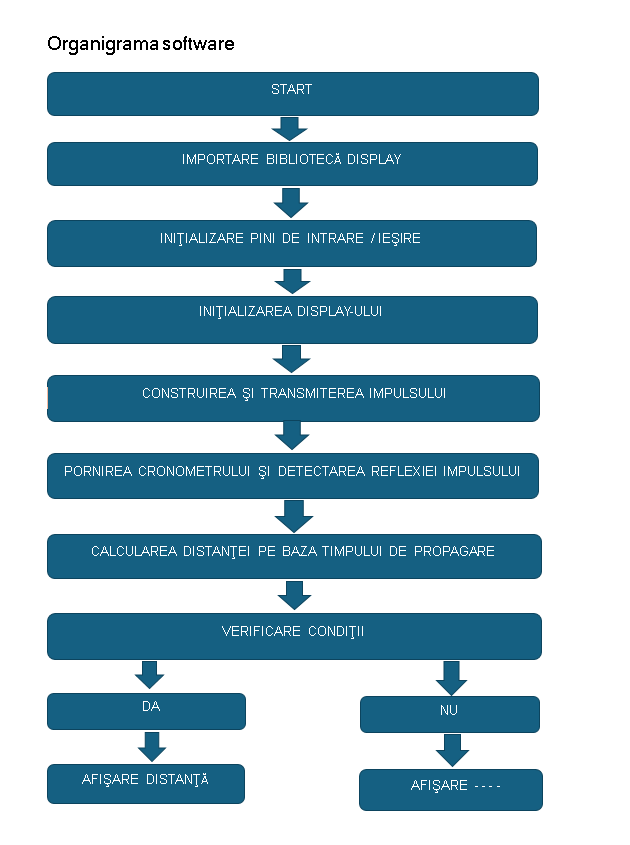 Organigrama software
START
IMPORTARE BIBLIOTECĂ DISPLAY
INIŢIALIZARE PINI DE INTRARE / IEŞIRE
INIŢIALIZAREA DISPLAY-ULUI
CONSTRUIREA ŞI TRANSMITEREA IMPULSULUI
PORNIREA CRONOMETRULUI ŞI DETECTAREA REFLEXIEI IMPULSULUI
CALCULAREA DISTANŢEI PE BAZA TIMPULUI DE PROPAGARE
VERIFICARE CONDIŢII
DA
NU
AFIŞARE DISTANŢĂ
AFIŞARE - - - -